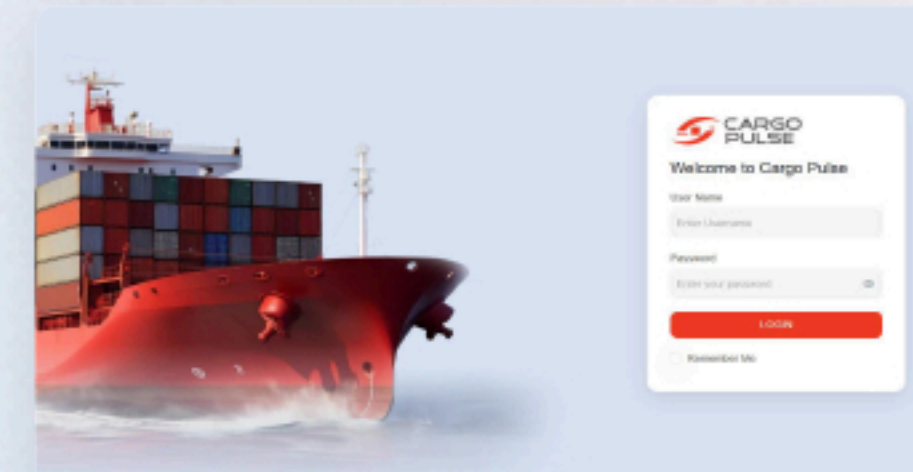 CARGO
PULSE
Welcome to Cargo Pulse
User Name
Enter Username
Password
Enter your password
LOGIN
Remember Me